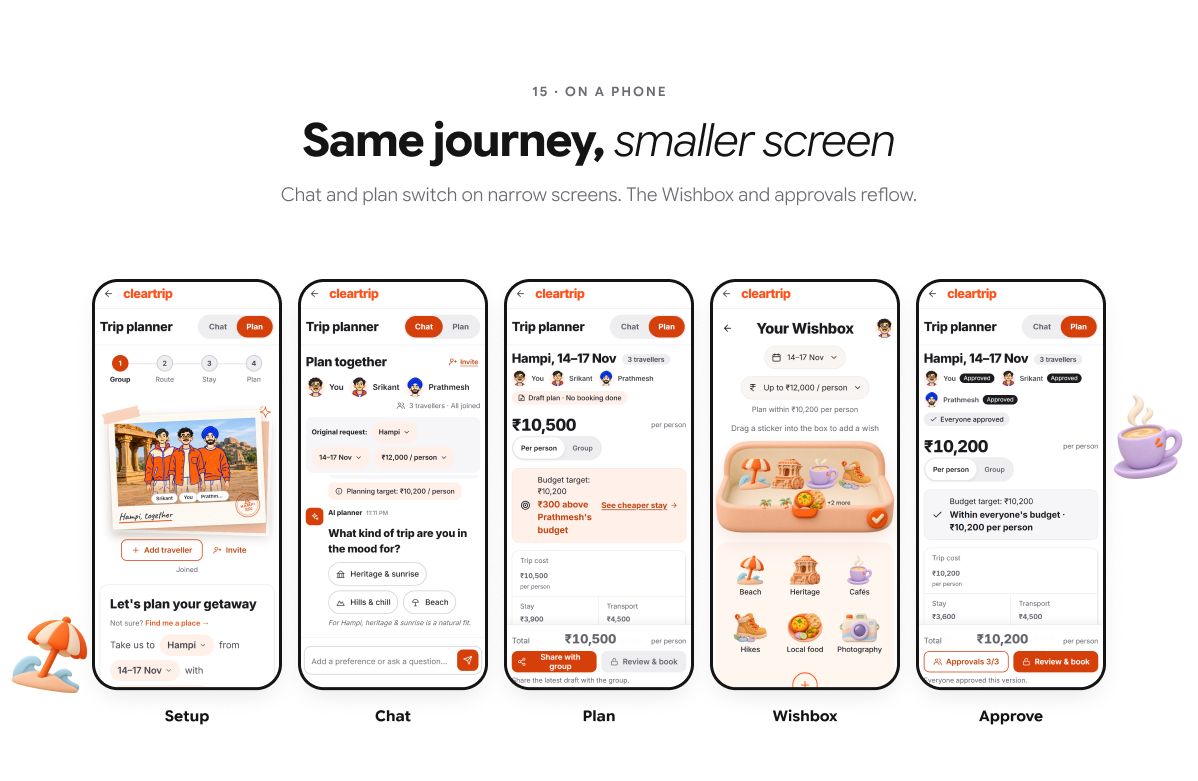 15 · ON A PHONE
Same journey, smaller screen
Chat and plan switch on narrow screens. The Wishbox and approvals reflow.
← cleartrip
Trip planner Chat Plan
1 2 3 4
Group Route Stay Plan
Srikant You Prathm...
Hampi, together
+ Add traveller Invite
Joined
Let's plan your getaway
Not sure? Find me a place →
Take us to Hampi from
14–17 Nov with
Setup
← cleartrip
Trip planner Chat Plan
Plan together Invite
You Srikant Prathmesh
3 travellers · All joined
Original request: Hampi
14–17 Nov ₹12,000 / person
Planning target: ₹10,200 / person
AI planner 11:11 PM
What kind of trip are you in
the mood for?
Heritage & sunrise
Hills & chill Beach
For Hampi, heritage & sunrise is a natural fit.
Add a preference or ask a question...
Chat
← cleartrip
Trip planner Chat Plan
Hampi, 14–17 Nov 3 travellers
You Srikant Prathmesh
Draft plan · No booking done
₹10,500 per person
Per person Group
Budget target:
₹10,200
₹300 above
Prathmesh's
budget
See cheaper stay →
Trip cost
₹10,500
per person
Stay Transport
₹3,900 ₹4,500
Total ₹10,500 per person
Share with
group
Review & book
Share the latest draft with the group.
Plan
← cleartrip
← Your Wishbox
14–17 Nov
₹ Up to ₹12,000 / person
Plan within ₹10,200 per person
Drag a sticker into the box to add a wish
+2 more
Beach Heritage Cafés
Hikes Local food Photography
+
Wishbox
← cleartrip
Trip planner Chat Plan
Hampi, 14–17 Nov 3 travellers
You Approved Srikant Approved
Prathmesh Approved
Everyone approved
₹10,200 per person
Per person Group
Budget target: ₹10,200
Within everyone's budget ·
₹10,200 per person
Trip cost
₹10,200
per person
Stay Transport
₹3,600 ₹4,500
Total ₹10,200 per person
Approvals 3/3 Review & book
Everyone approved this version.
Approve